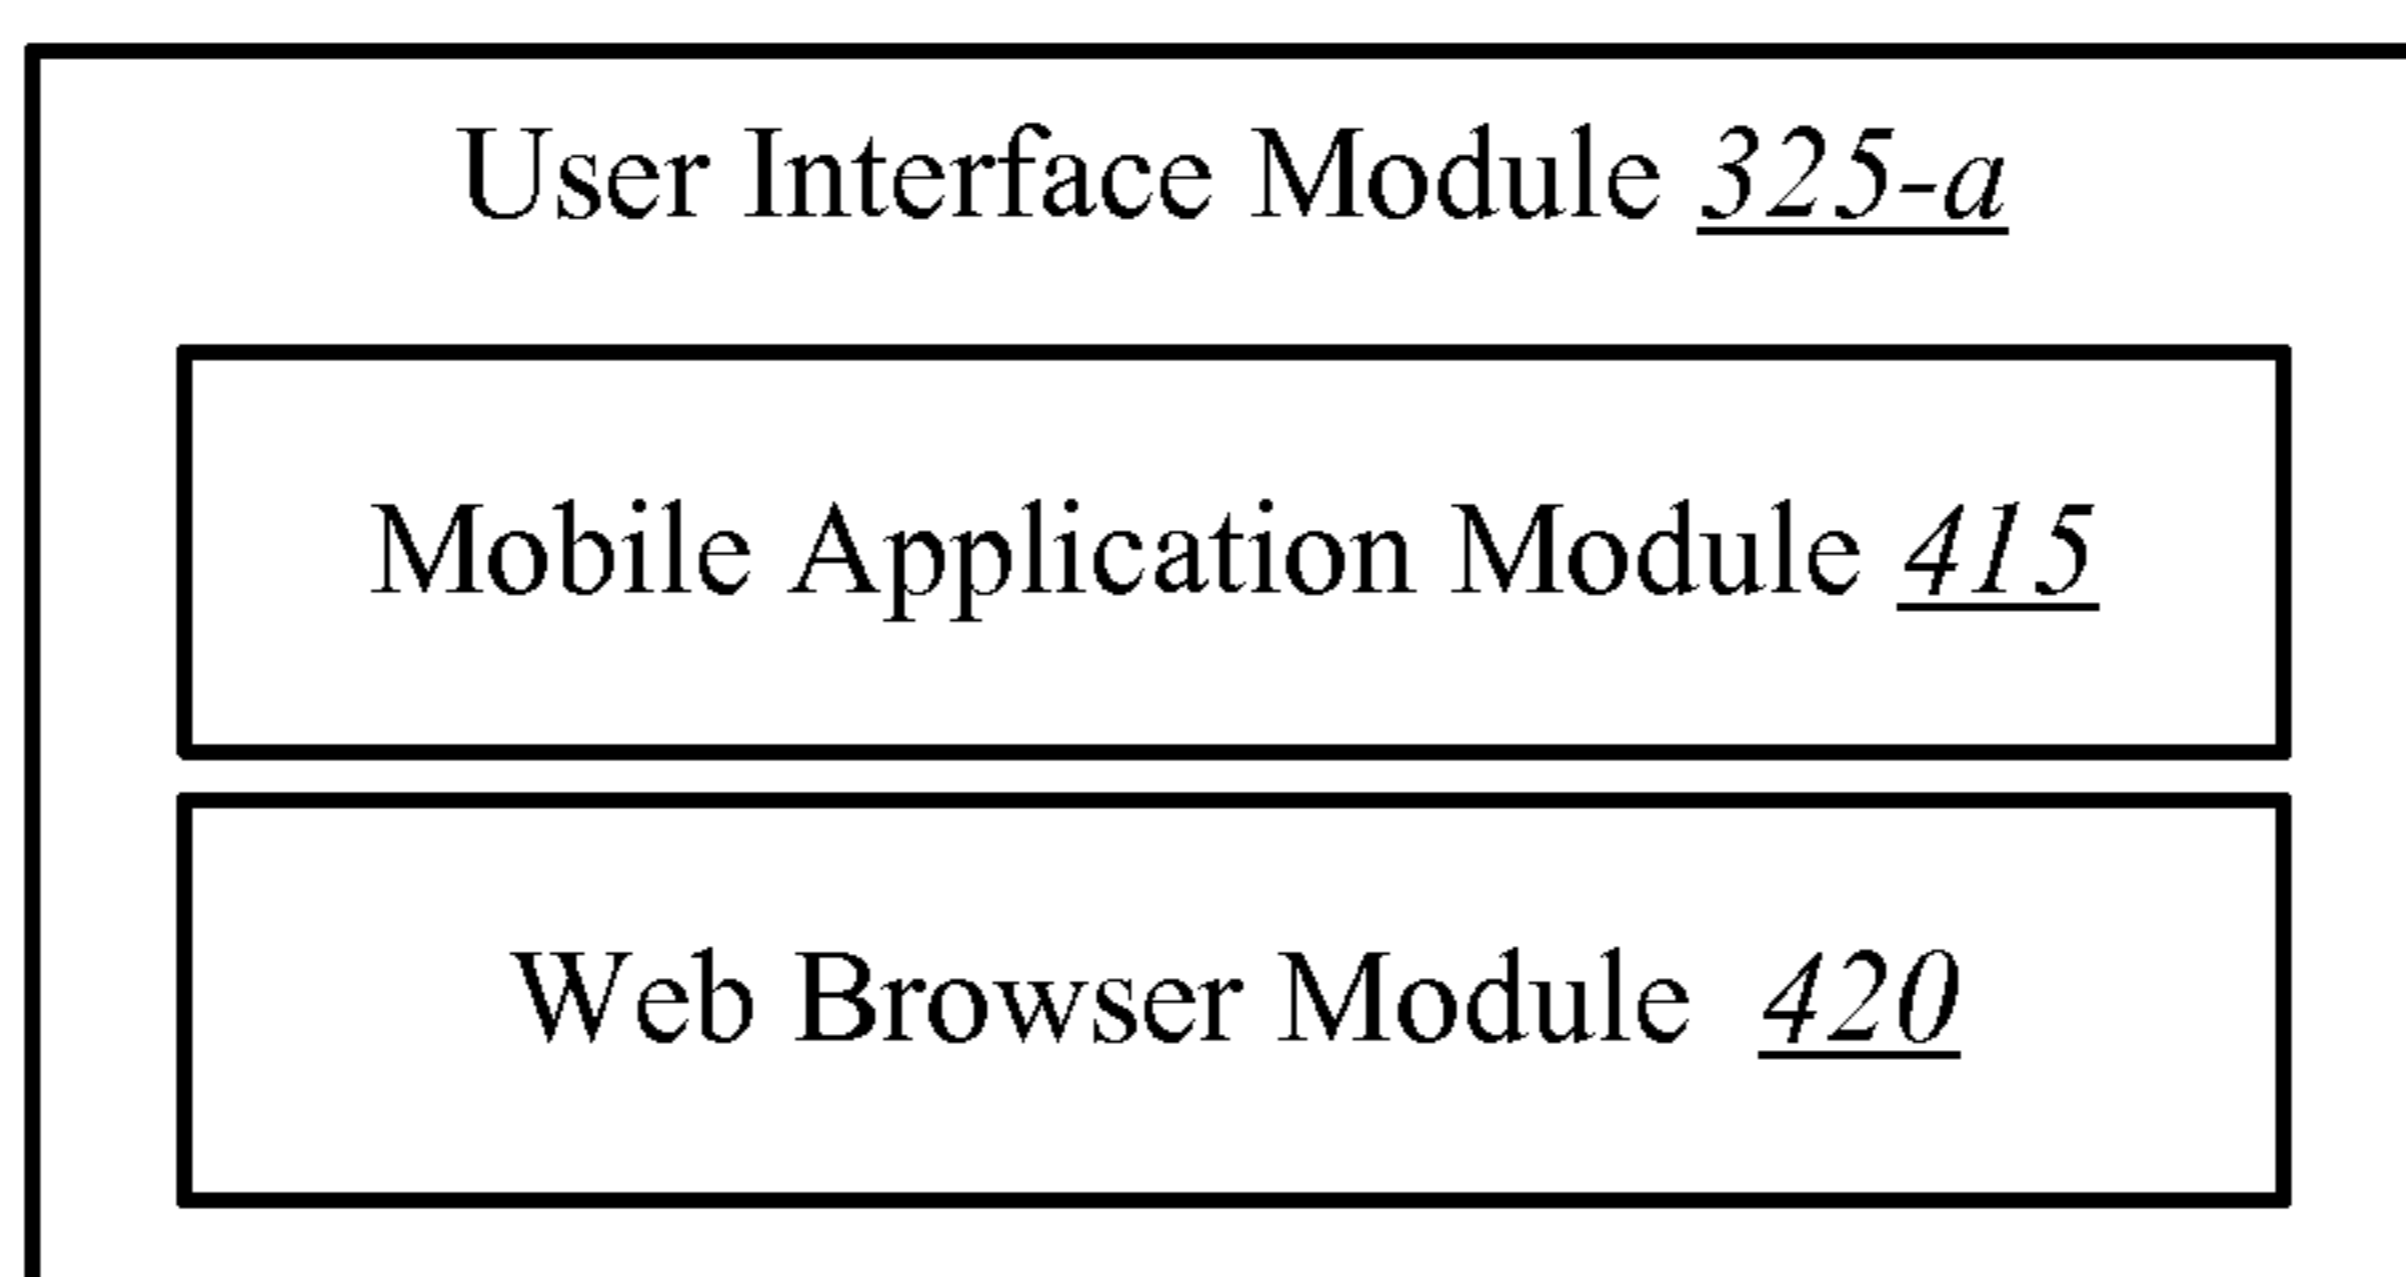 User Interface Module 325-a
Mobile Application Module 415
Web Browser Module 420